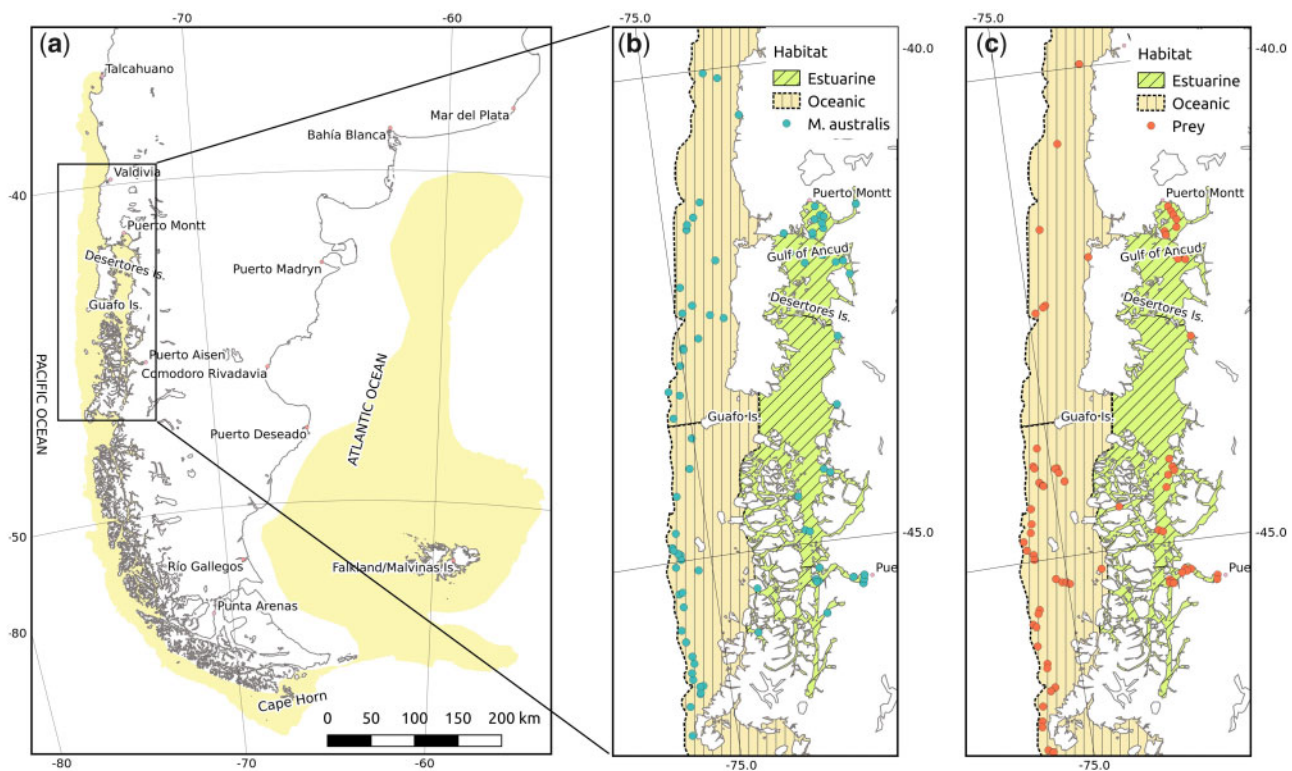 -70
-60
(a)
Talcahuano
Mar del Plata
Bahía Blanca
Valdivia
-40
Puerto Montt
Desertores Is.
Puerto Madryn
Guafo Is.
Puerto Aisen
Comodoro Rivadavia
PACIFIC OCEAN
ATLANTIC OCEAN
Puerto Deseado
-50
Río Gallegos
Falkland/Malvinas Is.
Punta Arenas
-80
Cape Horn
0 50 100 150 200 km
-80
-70
-60
-75.0
(b)
Habitat
Estuarine
Oceanic
M. australis
-40.0
Puerto Montt
Gulf of Ancud
Desertores Is.
Guafo Is.
-45.0
Pue
-75.0
-75.0
(c)
Habitat
Estuarine
Oceanic
Prey
-40.0
Puerto Montt
Gulf of Ancud
Desertores Is.
Guafo Is.
-45.0
Pue
-75.0